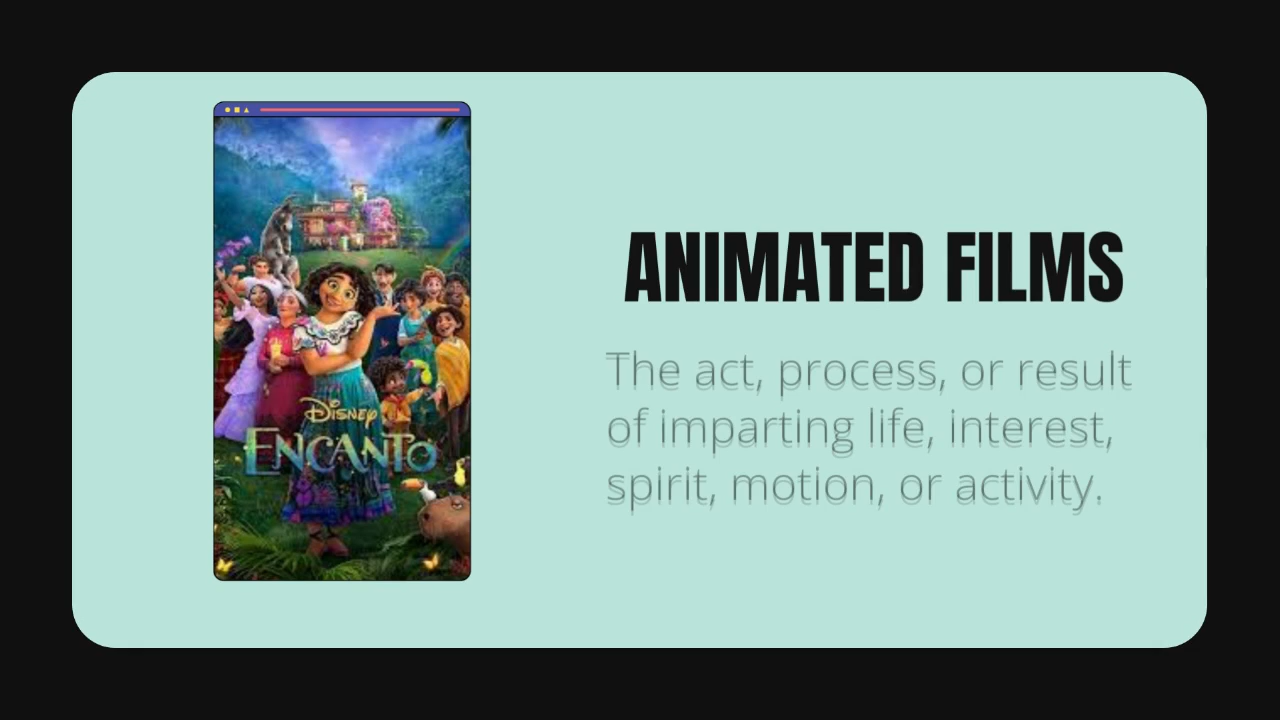 DISNEY
ENCANTO
ANIMATED FILMS
The act, process, or result
of imparting life, interest,
spirit, motion, or activity.